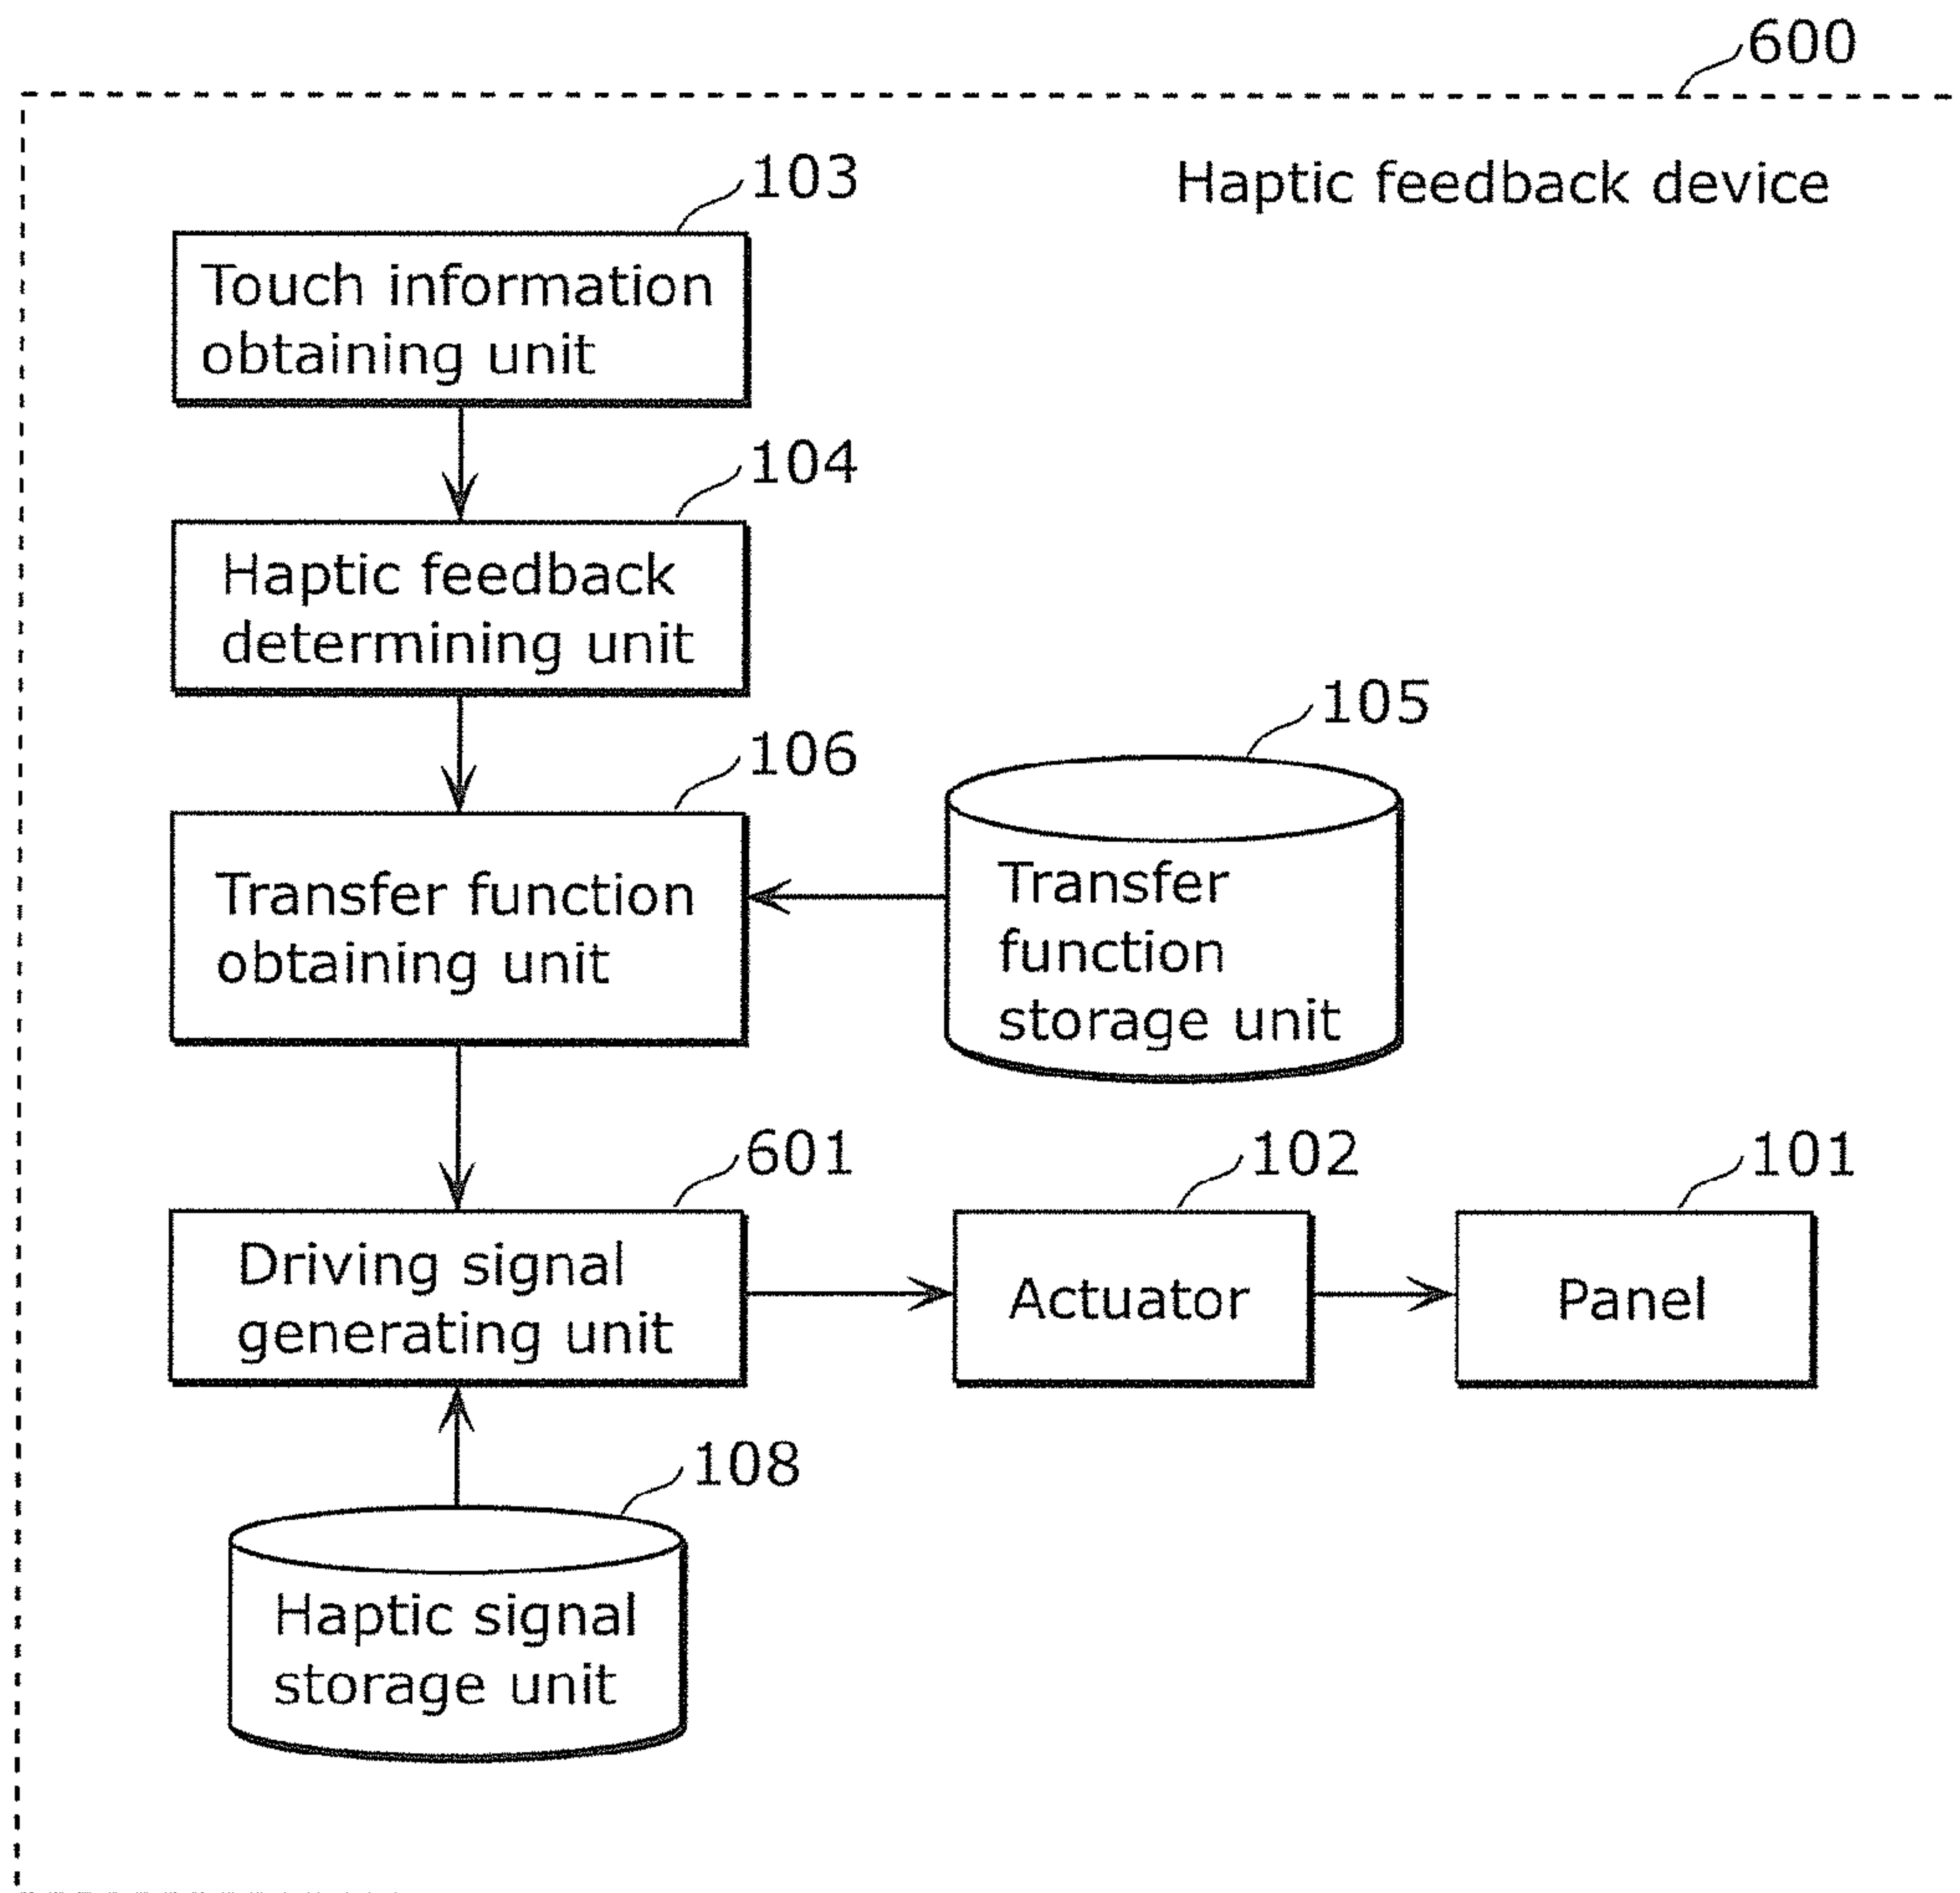 600
Haptic feedback device
103
Touch information
obtaining unit
104
Haptic feedback
determining unit
106
Transfer function
obtaining unit
105
Transfer
function
storage unit
601
Driving signal
generating unit
102
Actuator
101
Panel
108
Haptic signal
storage unit